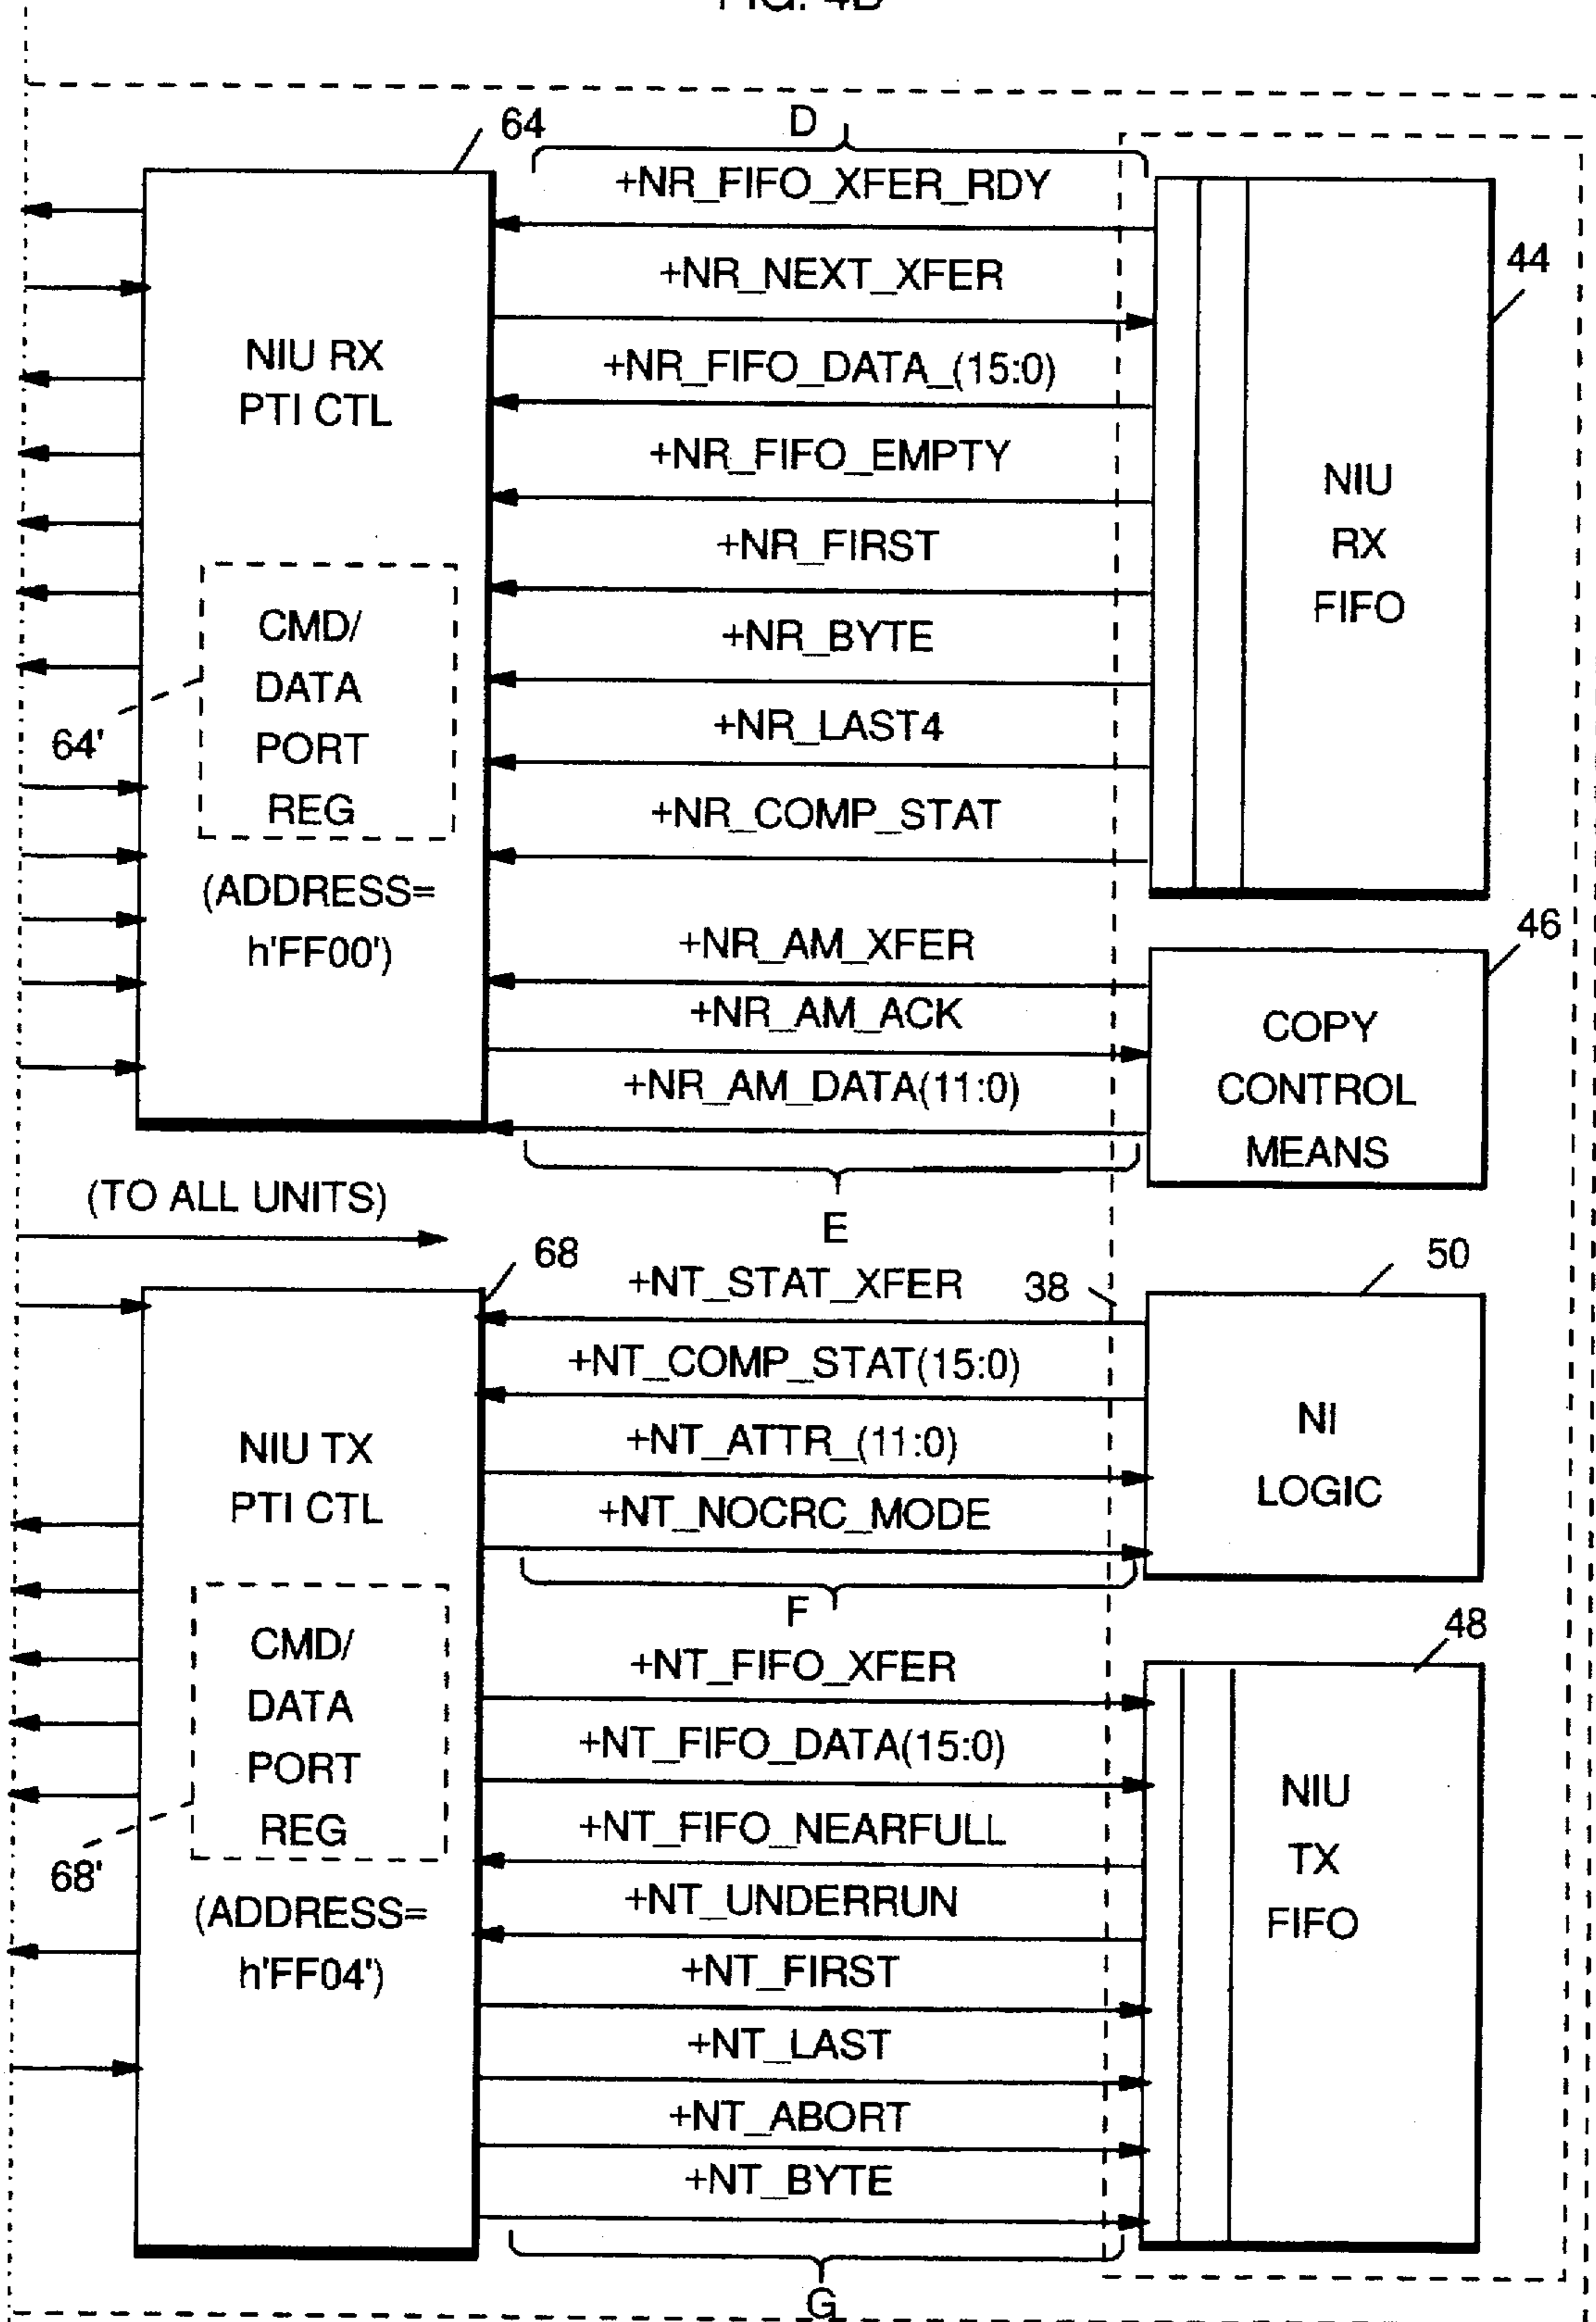 FIG. 4B
64
D
+NR_FIFO_XFER_RDY
44
+NR_NEXT_XFER
NIU RX
PTI CTL
+NR_FIFO_DATA_(15:0)
+NR_FIFO_EMPTY
NIU
RX
FIFO
+NR_FIRST
CMD/
DATA
PORT
REG
+NR_BYTE
64'
+NR_LAST4
+NR_COMP_STAT
(ADDRESS=
h'FF00')
46
+NR_AM_XFER
+NR_AM_ACK
COPY
CONTROL
MEANS
+NR_AM_DATA(11:0)
(TO ALL UNITS)
E
68
+NT_STAT_XFER
38
50
+NT_COMP_STAT(15:0)
NIU TX
PTI CTL
+NT_ATTR_(11:0)
NI
LOGIC
+NT_NOCRC_MODE
F
48
CMD/
DATA
PORT
REG
+NT_FIFO_XFER
+NT_FIFO_DATA(15:0)
NIU
TX
FIFO
+NT_FIFO_NEARFULL
68'
+NT_UNDERRUN
(ADDRESS=
h'FF04')
+NT_FIRST
+NT_LAST
+NT_ABORT
+NT_BYTE
G